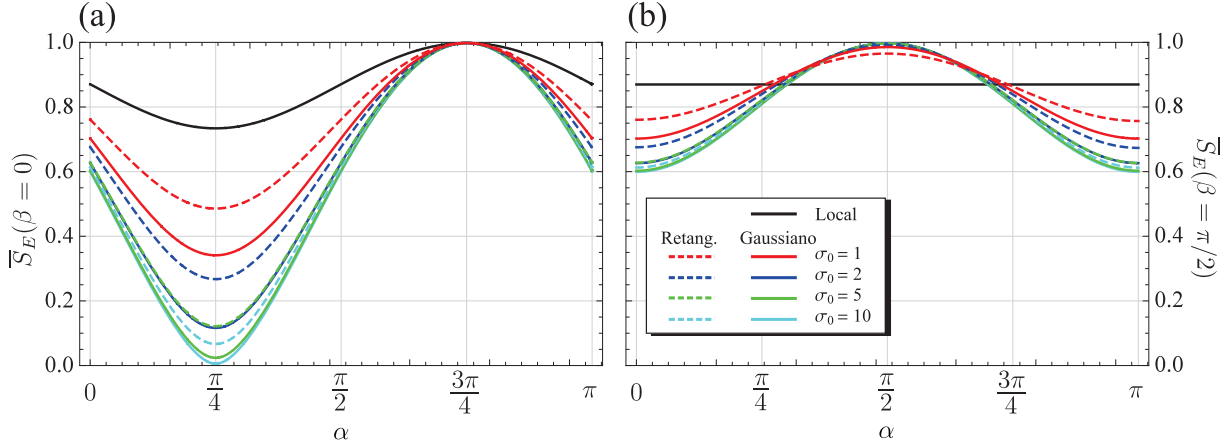 (a)
(b)
1.0
0.8
0.6
0.4
0.2
0.0
S̅_E(β = 0)
0
π/4
π/2
3π/4
π
α
Local
Retang.
Gaussiano
σ₀ = 1
σ₀ = 2
σ₀ = 5
σ₀ = 10
0
π/4
π/2
3π/4
π
α
1.0
0.8
0.6
0.4
0.2
0.0
S̅_E(β = π/2)